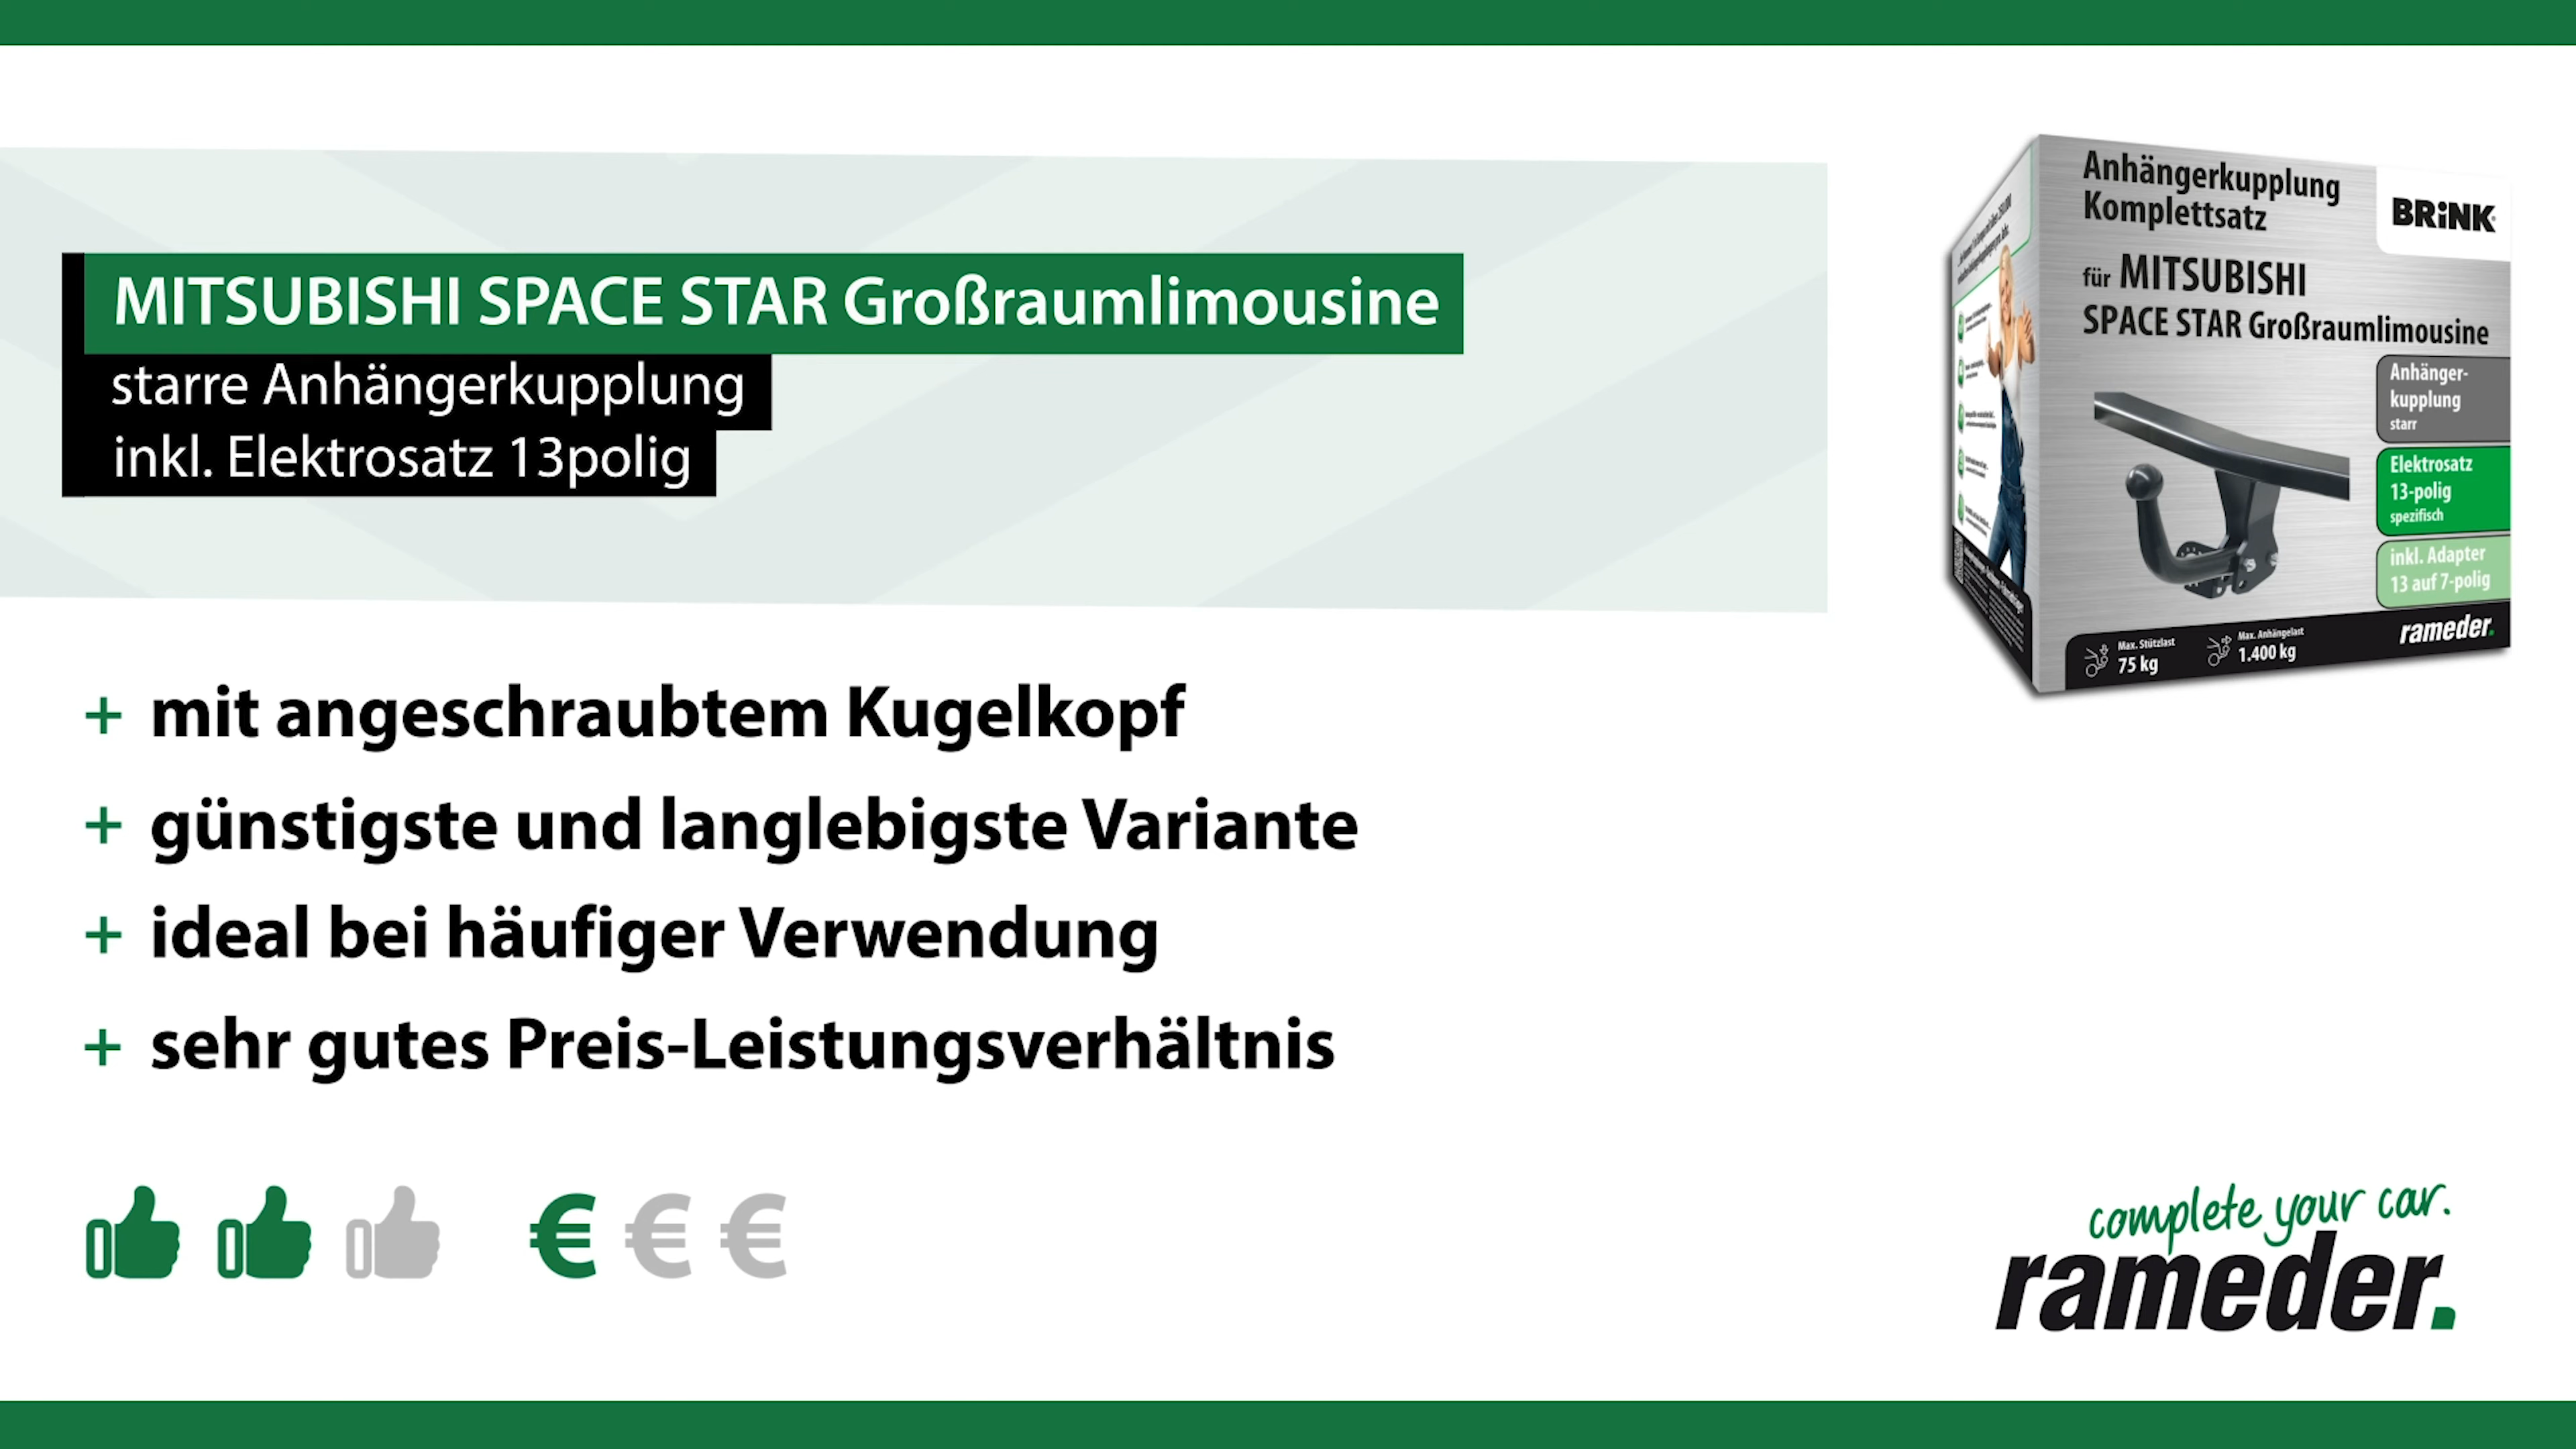 MITSUBISHI SPACE STAR Großraumlimousine
starre Anhängerkupplung
inkl. Elektrosatz 13polig
+ mit angeschraubtem Kugelkopf
+ günstigste und langlebigste Variante
+ ideal bei häufiger Verwendung
+ sehr gutes Preis-Leistungsverhältnis
€ € €
Anhängerkupplung
Komplettsatz
BRiNK
für MITSUBISHI
SPACE STAR Großraumlimousine
Anhänger-
kupplung
starr
Elektrosatz
13-polig
spezifisch
inkl. Adapter
13 auf 7-polig
Max. Stützlast
75 kg
Max. Anhängelast
1.400 kg
rameder.
complete your car.
rameder.